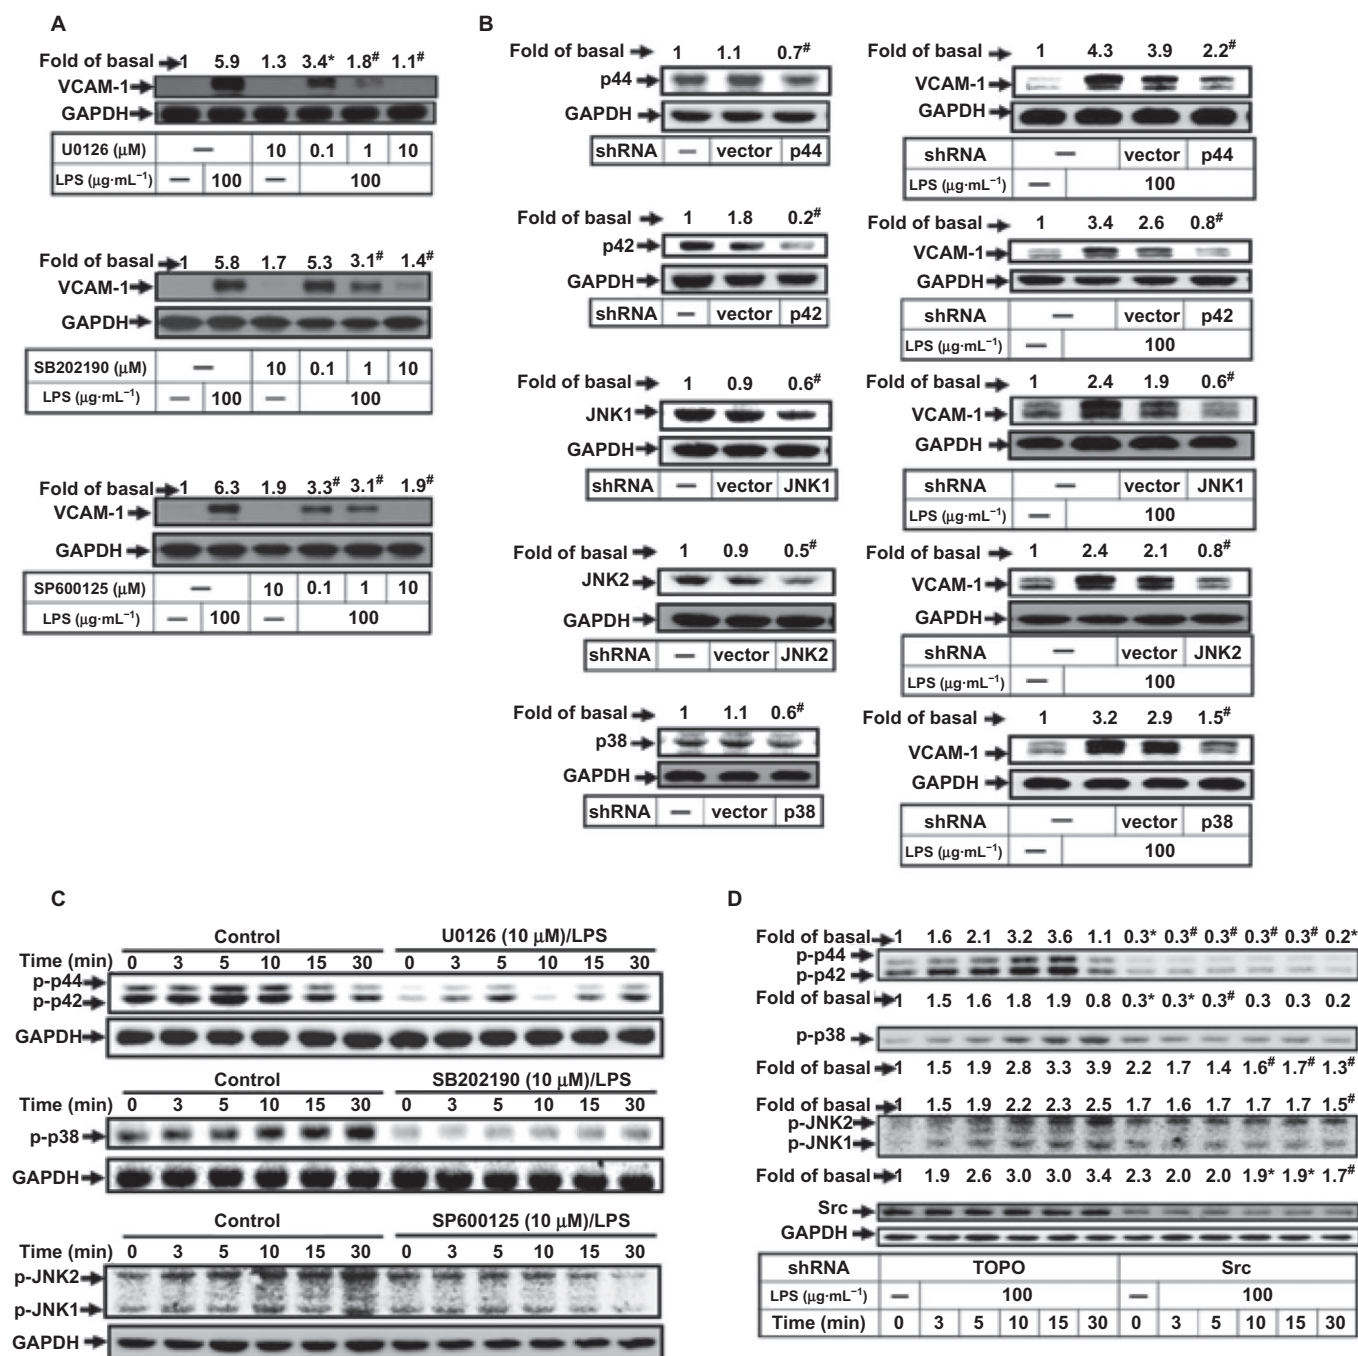 A
Fold of basal 1 5.9 1.3 3.4* 1.8# 1.1#
VCAM-1
GAPDH
U0126 (μM) — 10 0.1 1 10
LPS (μg·mL−1) — 100 — 100
Fold of basal 1 5.8 1.7 5.3 3.1# 1.4#
VCAM-1
GAPDH
SB202190 (μM) — 10 0.1 1 10
LPS (μg·mL−1) — 100 — 100
Fold of basal 1 6.3 1.9 3.3# 3.1# 1.9#
VCAM-1
GAPDH
SP600125 (μM) — 10 0.1 1 10
LPS (μg·mL−1) — 100 — 100
B
Fold of basal 1 1.1 0.7#
p44
GAPDH
shRNA — vector p44
Fold of basal 1 4.3 3.9 2.2#
VCAM-1
GAPDH
shRNA — vector p44
LPS (μg·mL−1) — 100
Fold of basal 1 1.8 0.2#
p42
GAPDH
shRNA — vector p42
Fold of basal 1 3.4 2.6 0.8#
VCAM-1
GAPDH
shRNA — vector p42
LPS (μg·mL−1) — 100
Fold of basal 1 0.9 0.6#
JNK1
GAPDH
shRNA — vector JNK1
Fold of basal 1 2.4 1.9 0.6#
VCAM-1
GAPDH
shRNA — vector JNK1
LPS (μg·mL−1) — 100
Fold of basal 1 0.9 0.5#
JNK2
GAPDH
shRNA — vector JNK2
Fold of basal 1 2.4 2.1 0.8#
VCAM-1
GAPDH
shRNA — vector JNK2
LPS (μg·mL−1) — 100
Fold of basal 1 1.1 0.6#
p38
GAPDH
shRNA — vector p38
Fold of basal 1 3.2 2.9 1.5#
VCAM-1
GAPDH
shRNA — vector p38
LPS (μg·mL−1) — 100
C
Control U0126 (10 μM)/LPS
Time (min) 0 3 5 10 15 30 0 3 5 10 15 30
p-p44
p-p42
GAPDH
Control SB202190 (10 μM)/LPS
Time (min) 0 3 5 10 15 30 0 3 5 10 15 30
p-p38
GAPDH
Control SP600125 (10 μM)/LPS
Time (min) 0 3 5 10 15 30 0 3 5 10 15 30
p-JNK2
p-JNK1
GAPDH
D
Fold of basal 1 1.6 2.1 3.2 3.6 1.1 0.3* 0.3# 0.3# 0.3# 0.3# 0.2*
p-p44
p-p42
Fold of basal 1 1.5 1.6 1.8 1.9 0.8 0.3* 0.3* 0.3# 0.3 0.3 0.2
p-p38
Fold of basal 1 1.5 1.9 2.8 3.3 3.9 2.2 1.7 1.4 1.6# 1.7# 1.3#
Fold of basal 1 1.5 1.9 2.2 2.3 2.5 1.7 1.6 1.7 1.7 1.7 1.5#
p-JNK2
p-JNK1
Fold of basal 1 1.9 2.6 3.0 3.0 3.4 2.3 2.0 2.0 1.9* 1.9* 1.7#
Src
GAPDH
shRNA TOPO Src
LPS (μg·mL−1) — 100 — 100
Time (min) 0 3 5 10 15 30 0 3 5 10 15 30